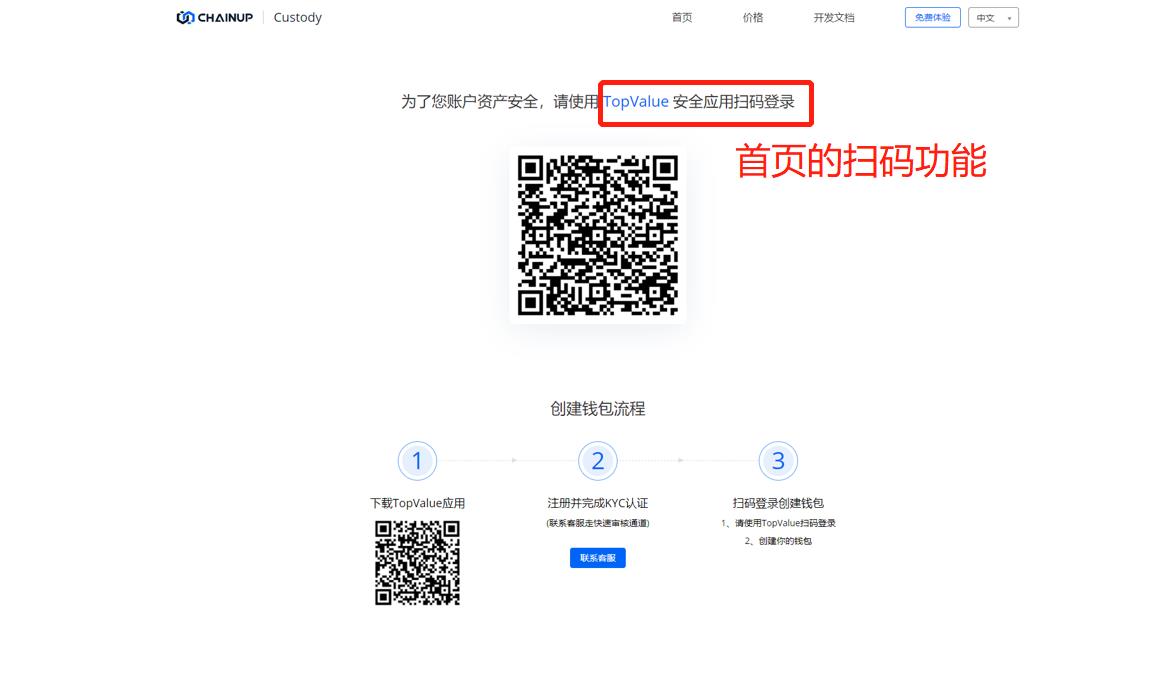 CHAINUP Custody 首页 价格 开发文档 免费体验 中文
为了您账户资产安全，请使用 TopValue 安全应用扫码登录
首页的扫码功能
创建钱包流程
1 2 3
下载TopValue应用 注册并完成KYC认证 扫码登录创建钱包
(联系客服走快速审核通道) 1、请使用TopValue扫码登录
2、创建你的钱包
联系客服